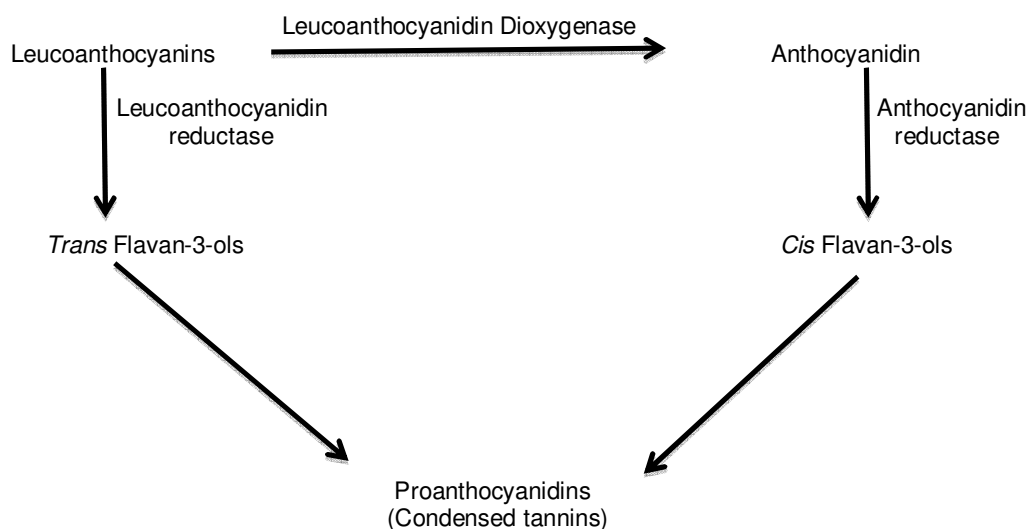 Leucoanthocyanidin Dioxygenase
Leucoanthocyanins
Anthocyanidin
Leucoanthocyanidin
reductase
Anthocyanidin
reductase
Trans Flavan-3-ols
Cis Flavan-3-ols
Proanthocyanidins
(Condensed tannins)